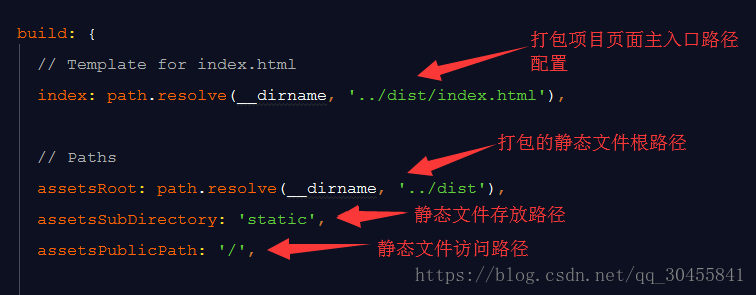 build: {
打包项目页面主入口路径
配置
// Template for index.html
index: path.resolve(__dirname, '../dist/index.html'),
打包的静态文件根路径
// Paths
assetsRoot: path.resolve(__dirname, '../dist'),
assetsSubDirectory: 'static',
静态文件存放路径
assetsPublicPath: '/',
静态文件访问路径
https://blog.csdn.net/qq_30455841